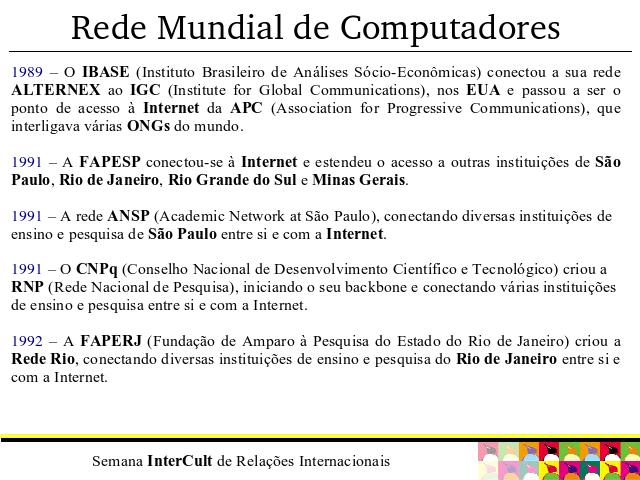 Rede Mundial de Computadores
1989 – O IBASE (Instituto Brasileiro de Análises Sócio-Econômicas) conectou a sua rede
ALTERNEX ao IGC (Institute for Global Communications), nos EUA e passou a ser o
ponto de acesso à Internet da APC (Association for Progressive Communications), que
interligava várias ONGs do mundo.
1991 – A FAPESP conectou-se à Internet e estendeu o acesso a outras instituições de São
Paulo, Rio de Janeiro, Rio Grande do Sul e Minas Gerais.
1991 – A rede ANSP (Academic Network at São Paulo), conectando diversas instituições de
ensino e pesquisa de São Paulo entre si e com a Internet.
1991 – O CNPq (Conselho Nacional de Desenvolvimento Científico e Tecnológico) criou a
RNP (Rede Nacional de Pesquisa), iniciando o seu backbone e conectando várias instituições
de ensino e pesquisa entre si e com a Internet.
1992 – A FAPERJ (Fundação de Amparo à Pesquisa do Estado do Rio de Janeiro) criou a
Rede Rio, conectando diversas instituições de ensino e pesquisa do Rio de Janeiro entre si e
com a Internet.
Semana InterCult de Relações Internacionais